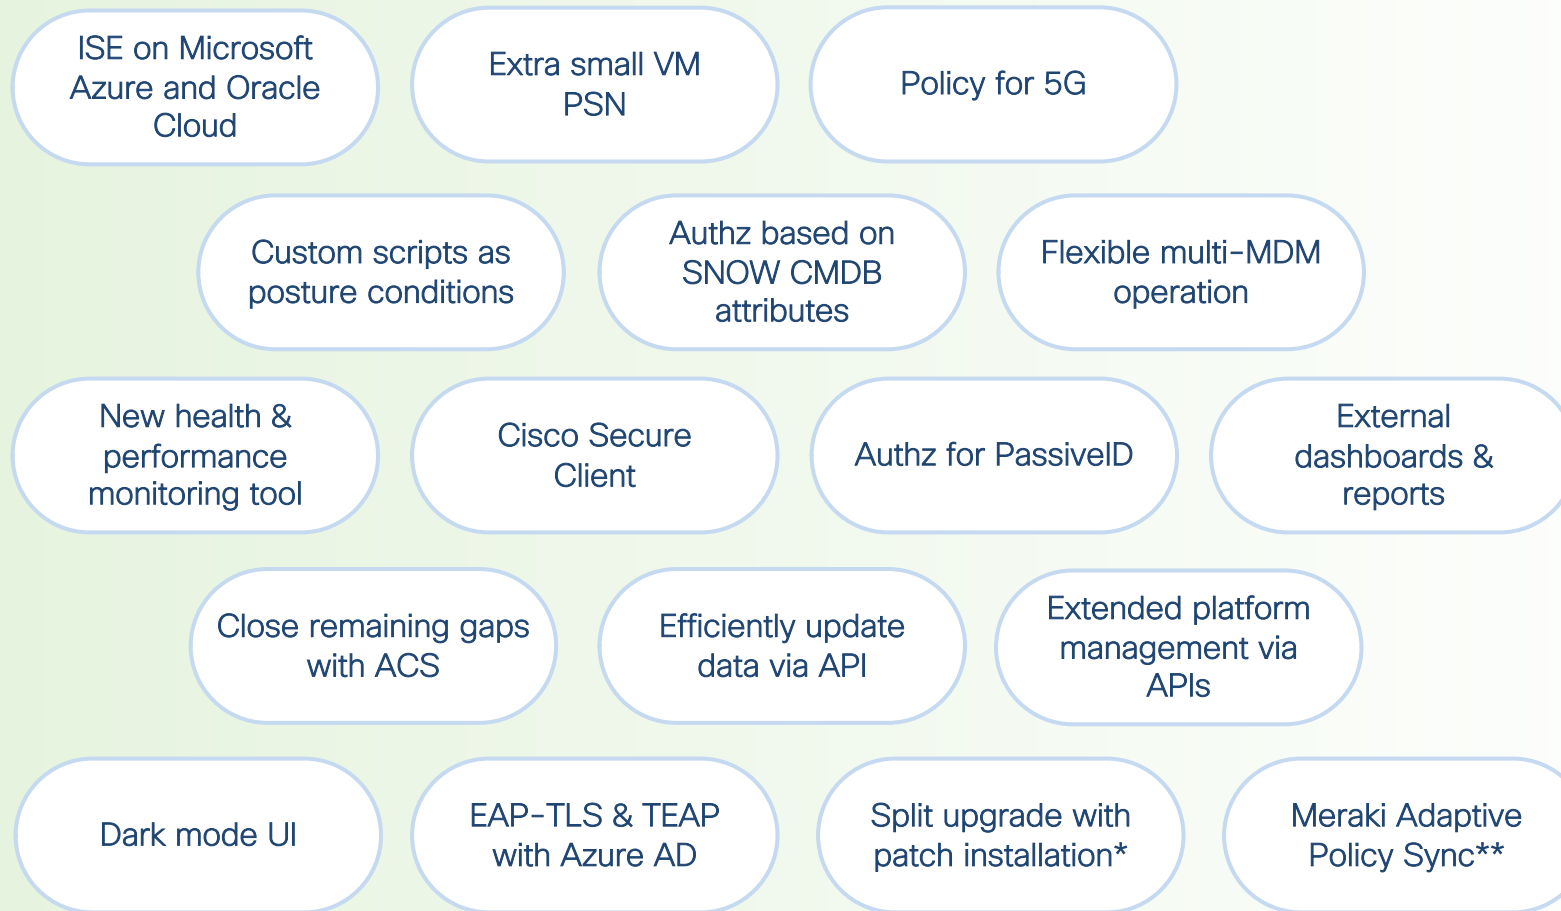 ISE on Microsoft
Azure and Oracle
Cloud
Extra small VM
PSN
Policy for 5G
Custom scripts as
posture conditions
Authz based on
SNOW CMDB
attributes
Flexible multi-MDM
operation
New health &
performance
monitoring tool
Cisco Secure
Client
Authz for PassiveID
External
dashboards &
reports
Close remaining gaps
with ACS
Efficiently update
data via API
Extended platform
management via
APIs
Dark mode UI
EAP-TLS & TEAP
with Azure AD
Split upgrade with
patch installation*
Meraki Adaptive
Policy Sync**